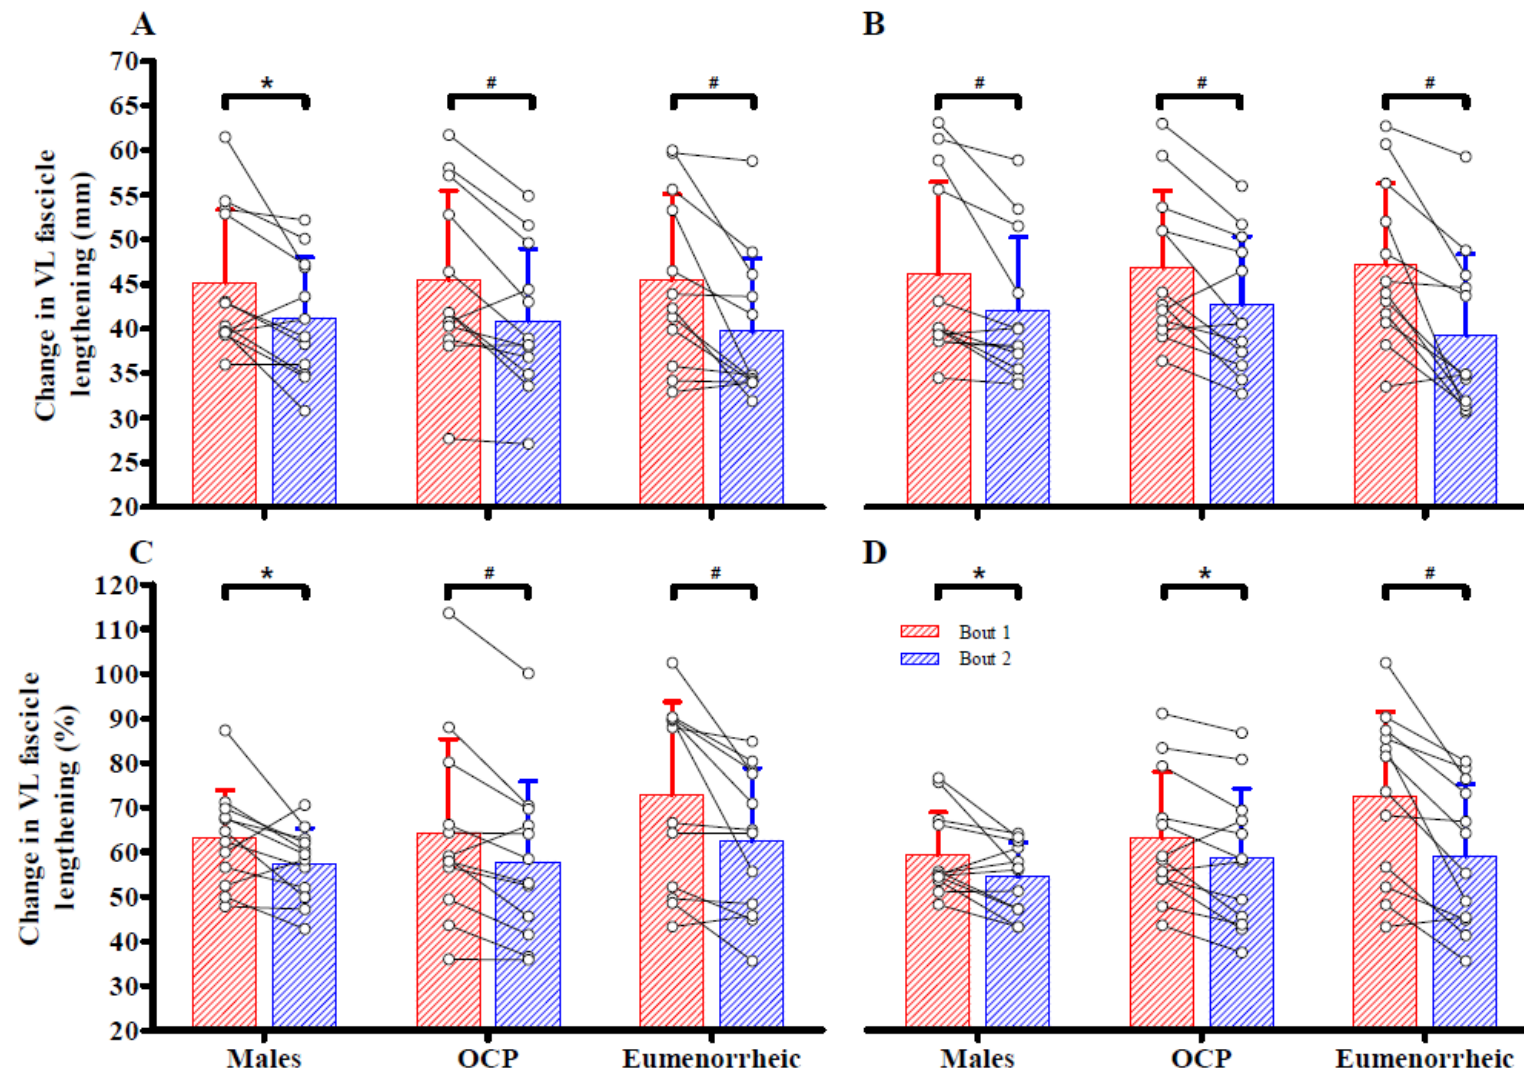 A
B
Change in VL fascicle
lengthening (mm)
70
65
60
55
50
45
40
35
30
25
20
*
#
#
#
#
#
C
D
Change in VL fascicle
lengthening (%)
120
110
100
90
80
70
60
50
40
30
20
*
#
#
*
*
#
Bout 1
Bout 2
Males
OCP
Eumenorrheic
Males
OCP
Eumenorrheic